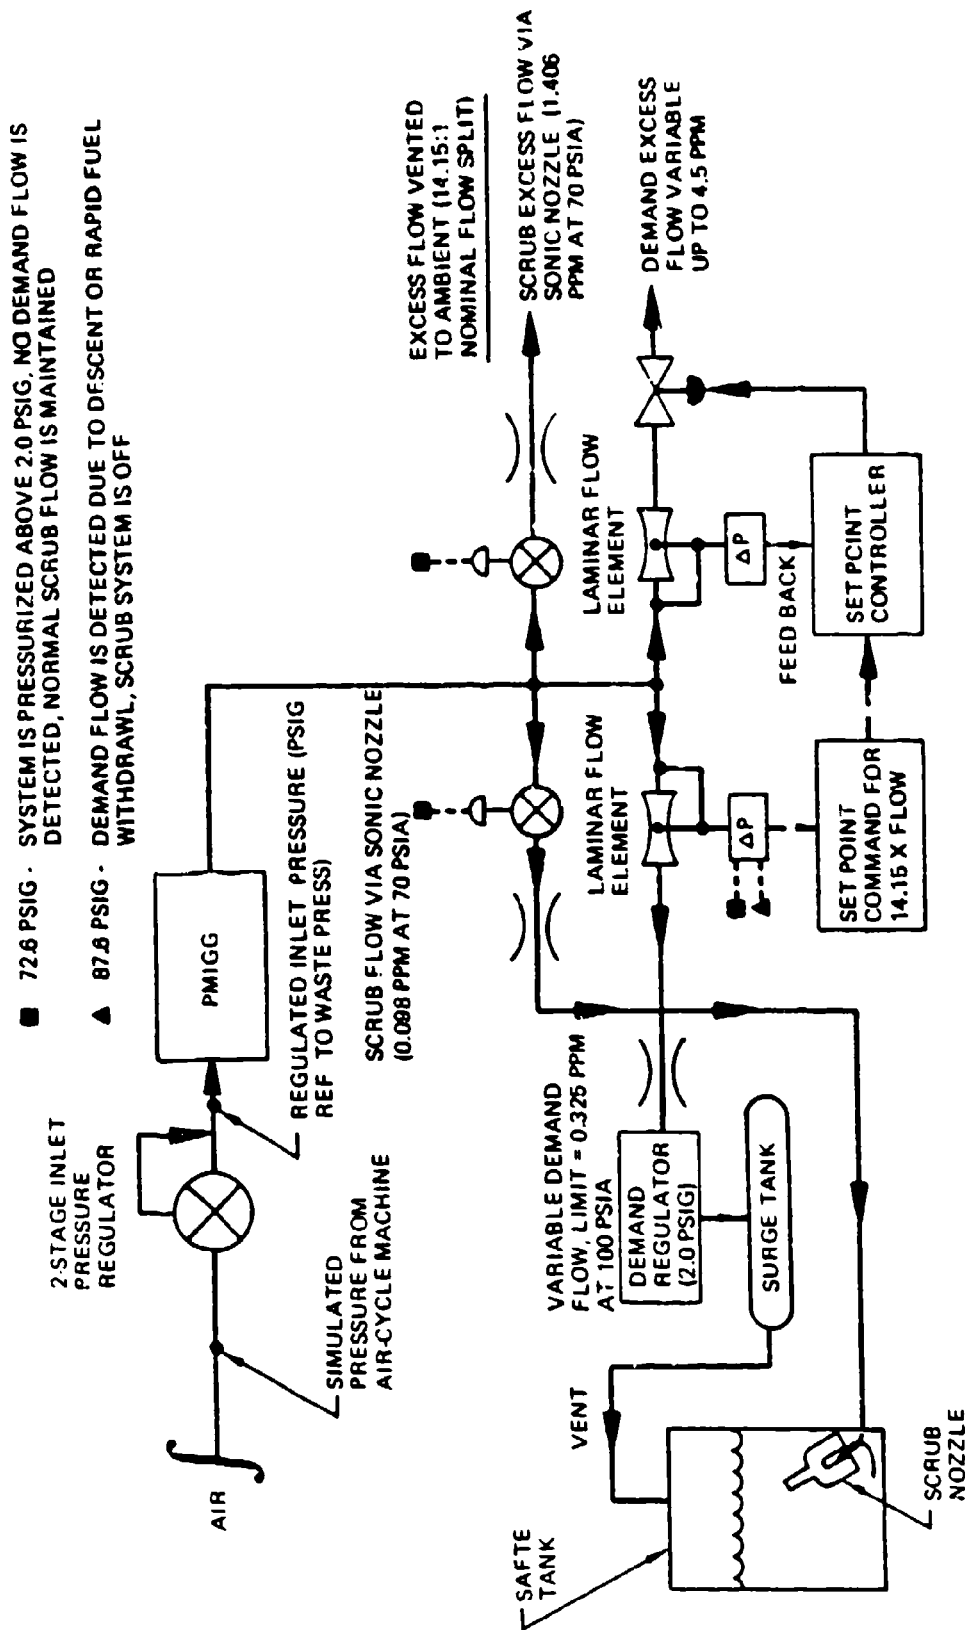 ■ 72.6 PSIG - SYSTEM IS PRESSURIZED ABOVE 2.0 PSIG, NO DEMAND FLOW IS
DETECTED, NORMAL SCRUB FLOW IS MAINTAINED
▲ 87.6 PSIG - DEMAND FLOW IS DETECTED DUE TO DESCENT OR RAPID FUEL
WITHDRAWL, SCRUB SYSTEM IS OFF
2-STAGE INLET
PRESSURE
REGULATOR
PMIGG
AIR
SIMULATED
PRESSURE FROM
AIR-CYCLE MACHINE
REGULATED INLET PRESSURE (PSIG
REF TO WASTE PRESS)
SCRUB FLOW VIA SONIC NOZZLE
(0.098 PPM AT 70 PSIA)
EXCESS FLOW VENTED
TO AMBIENT (14.15:1
NOMINAL FLOW SPLIT)
SCRUB EXCESS FLOW VIA
SONIC NOZZLE (1.406
PPM AT 70 PSIA)
DEMAND EXCESS
FLOW VARIABLE
UP TO 4.5 PPM
LAMINAR FLOW
ELEMENT
LAMINAR FLOW
ELEMENT
ΔP
ΔP
FEED BACK
SET POINT
CONTROLLER
SET POINT
COMMAND FOR
14.15 X FLOW
VARIABLE DEMAND
FLOW, LIMIT = 0.325 PPM
AT 100 PSIA
DEMAND
REGULATOR
(2.0 PSIG)
SURGE TANK
VENT
SAFTE
TANK
SCRUB
NOZZLE